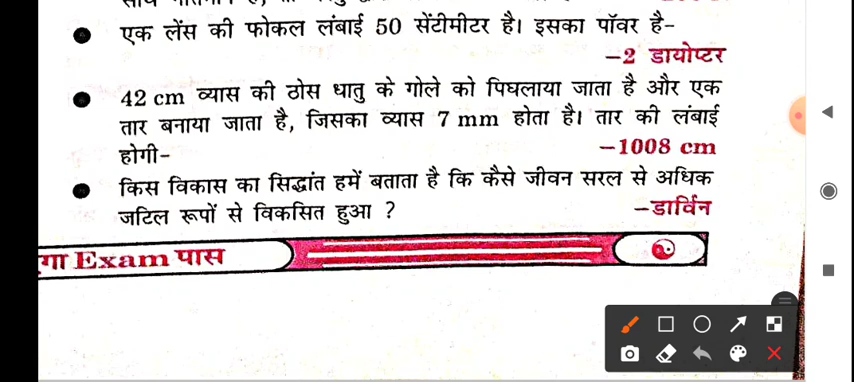 एक लेंस की फोकल लंबाई 50 सेंटीमीटर है। इसका पॉवर है-
-2 डायोप्टर
42 cm व्यास की ठोस धातु के गोले को पिघलाया जाता है और एक
तार बनाया जाता है, जिसका व्यास 7 mm होता है। तार की लंबाई
होगी- -1008 cm
किस विकास का सिद्धांत हमें बताता है कि कैसे जीवन सरल से अधिक
जटिल रूपों से विकसित हुआ ? -डार्विन
Exam पास